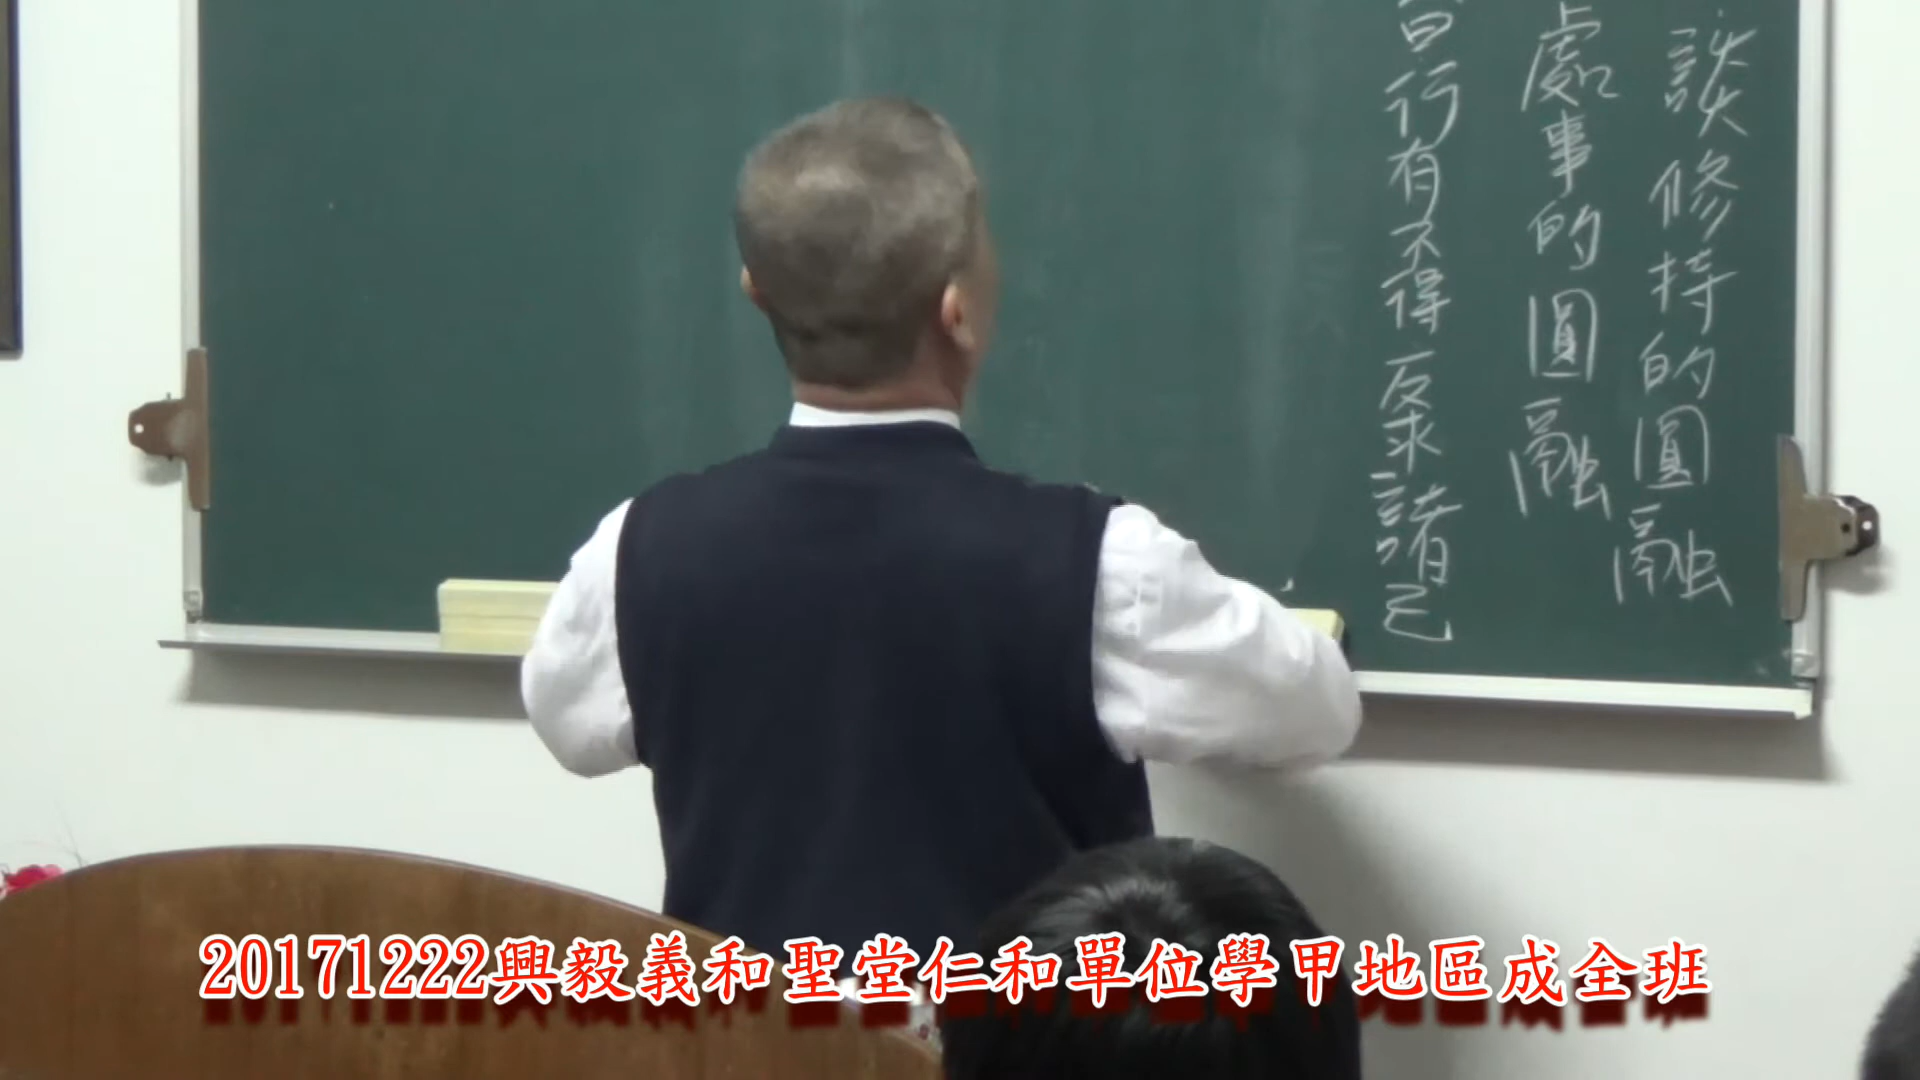 談修持的圓融
處事的圓融
曰行有不得反求諸己
20171222興毅義和聖堂仁和單位學甲地區成全班